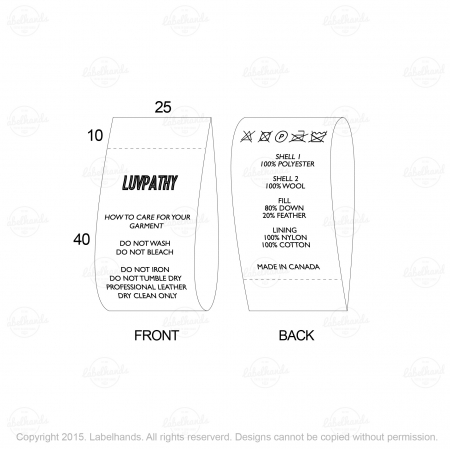 25
10
LUVPATHY
HOW TO CARE FOR YOUR
GARMENT
40
DO NOT WASH
DO NOT BLEACH
DO NOT IRON
DO NOT TUMBLE DRY
PROFESSIONAL LEATHER
DRY CLEAN ONLY
FRONT
P
SHELL 1
100% POLYESTER
SHELL 2
100% WOOL
FILL
80% DOWN
20% FEATHER
LINING
100% NYLON
100% COTTON
MADE IN CANADA
BACK
Copyright 2015. Labelhands. All rights reserverd. Designs cannot be copied without permission.